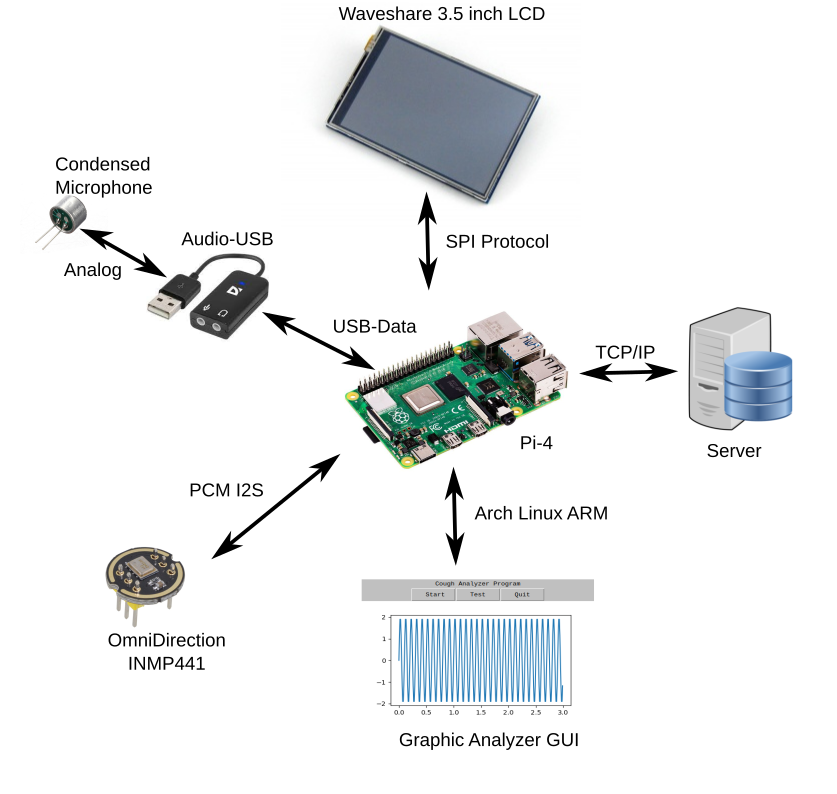 Waveshare 3.5 inch LCD
Condensed
Microphone
Audio-USB
Analog
SPI Protocol
USB-Data
TCP/IP
HDMI
Pi-4
Server
PCM I2S
Arch Linux ARM
OmniDirection
INMP441
Cough Analyzer Program
Start Test Quit
2
1
0
−1
−2
0.0 0.5 1.0 1.5 2.0 2.5 3.0
Graphic Analyzer GUI